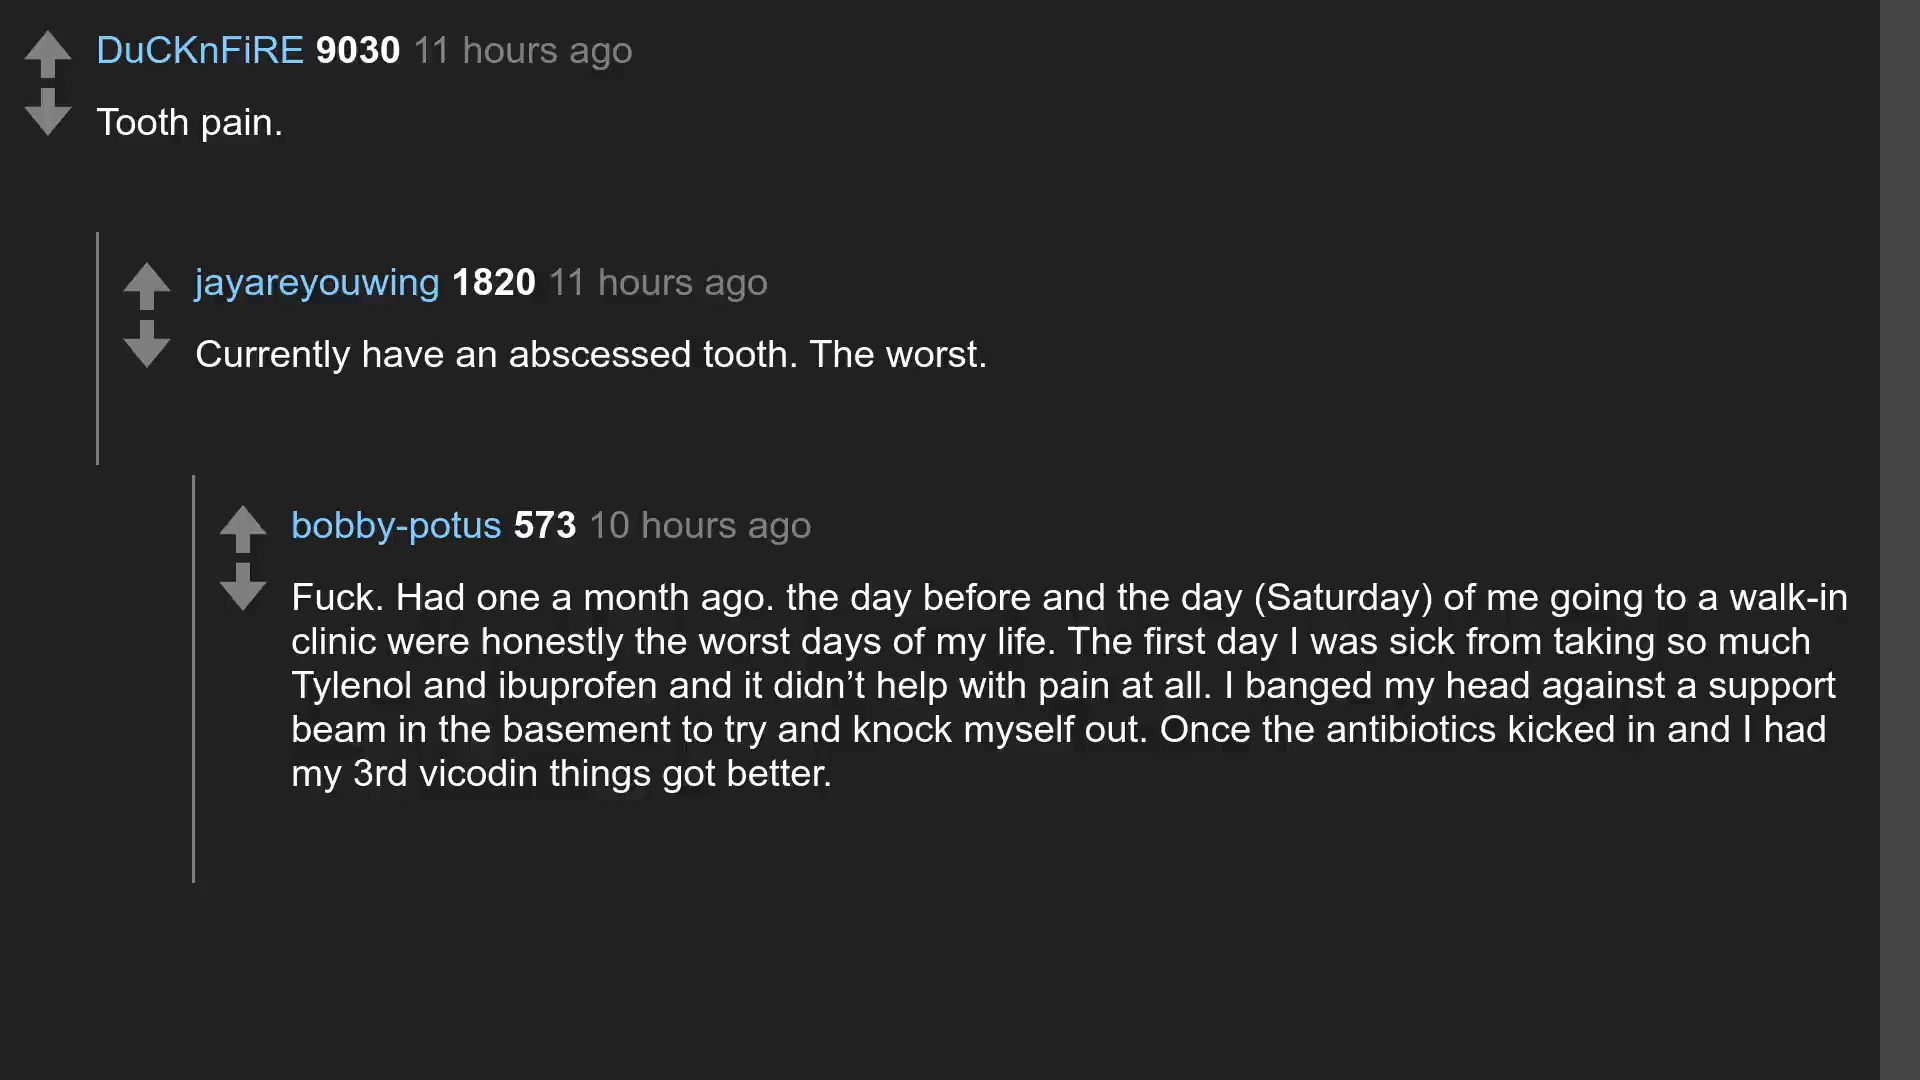 DuCKnFiRE 9030 11 hours ago
Tooth pain.
jayareyouwing 1820 11 hours ago
Currently have an abscessed tooth. The worst.
bobby-potus 573 10 hours ago
Fuck. Had one a month ago. the day before and the day (Saturday) of me going to a walk-in
clinic were honestly the worst days of my life. The first day I was sick from taking so much
Tylenol and ibuprofen and it didn’t help with pain at all. I banged my head against a support
beam in the basement to try and knock myself out. Once the antibiotics kicked in and I had
my 3rd vicodin things got better.